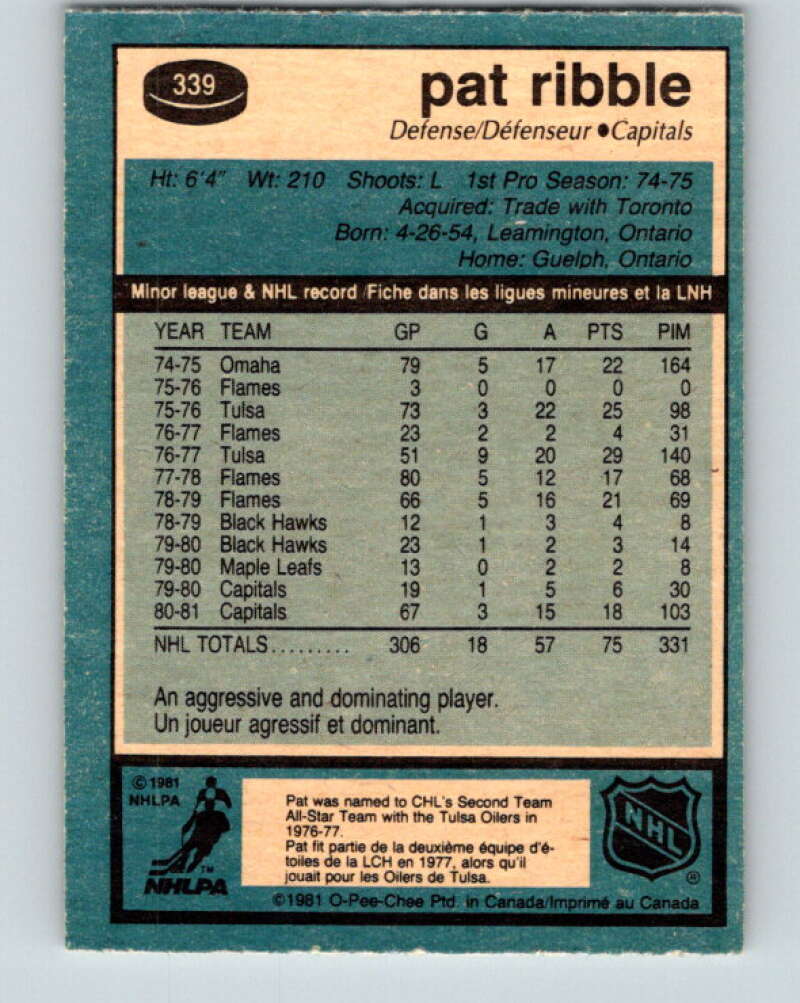 339
pat ribble
Defense/Défenseur ●Capitals
Ht: 6'4" Wt: 210 Shoots: L 1st Pro Season: 74-75
Acquired: Trade with Toronto
Born: 4-26-54, Leamington, Ontario
Home: Guelph, Ontario
Minor league & NHL record/Fiche dans les ligues mineures et la LNH
YEAR TEAM GP G A PTS PIM
74-75 Omaha 79 5 17 22 164
75-76 Flames 3 0 0 0 0
75-76 Tulsa 73 3 22 25 98
76-77 Flames 23 2 2 4 31
76-77 Tulsa 51 9 20 29 140
77-78 Flames 80 5 12 17 68
78-79 Flames 66 5 16 21 69
78-79 Black Hawks 12 1 3 4 8
79-80 Black Hawks 23 1 2 3 14
79-80 Maple Leafs 13 0 2 2 8
79-80 Capitals 19 1 5 6 30
80-81 Capitals 67 3 15 18 103
NHL TOTALS......... 306 18 57 75 331
An aggressive and dominating player.
Un joueur agressif et dominant.
©1981
NHLPA
TM
NHLPA
Pat was named to CHL's Second Team
All-Star Team with the Tulsa Oilers in
1976-77.
Pat fit partie de la deuxième équipe d'é-
toiles de la LCH en 1977, alors qu'il
jouait pour les Oilers de Tulsa.
NHL
®
©1981 O-Pee-Chee Ptd. in Canada/Imprimé au Canada